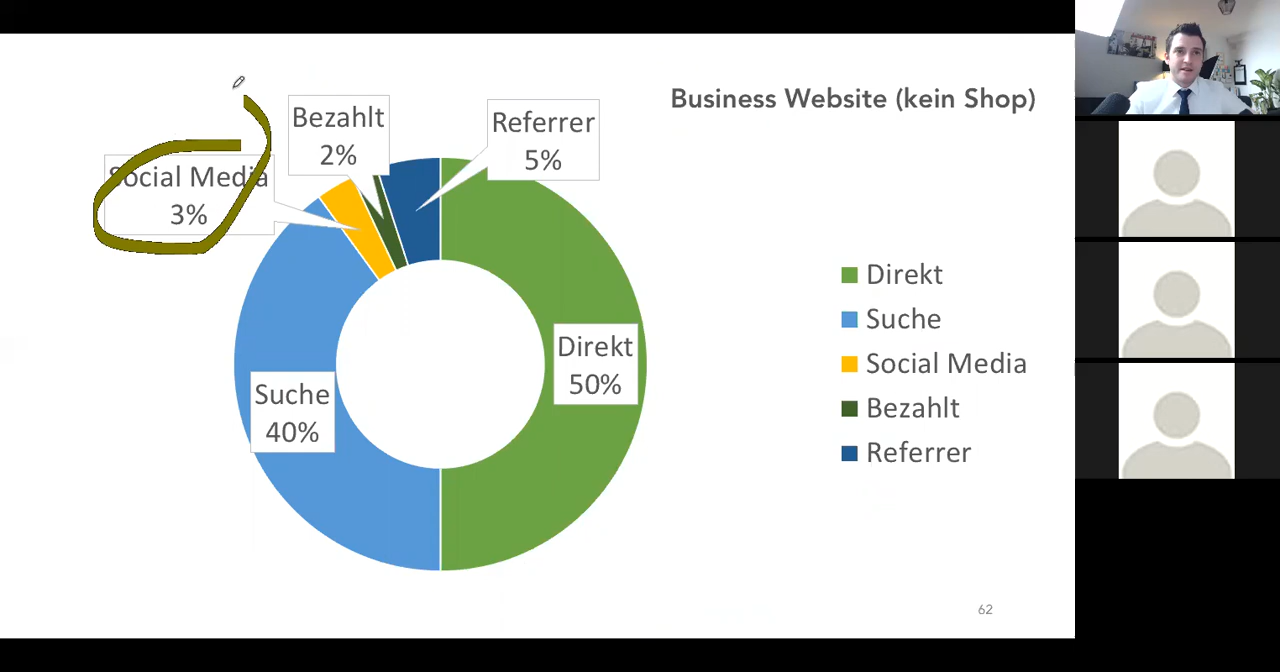 Business Website (kein Shop)
Bezahlt
2%
Referrer
5%
Social Media
3%
Direkt
50%
Suche
40%
Direkt
Suche
Social Media
Bezahlt
Referrer
62